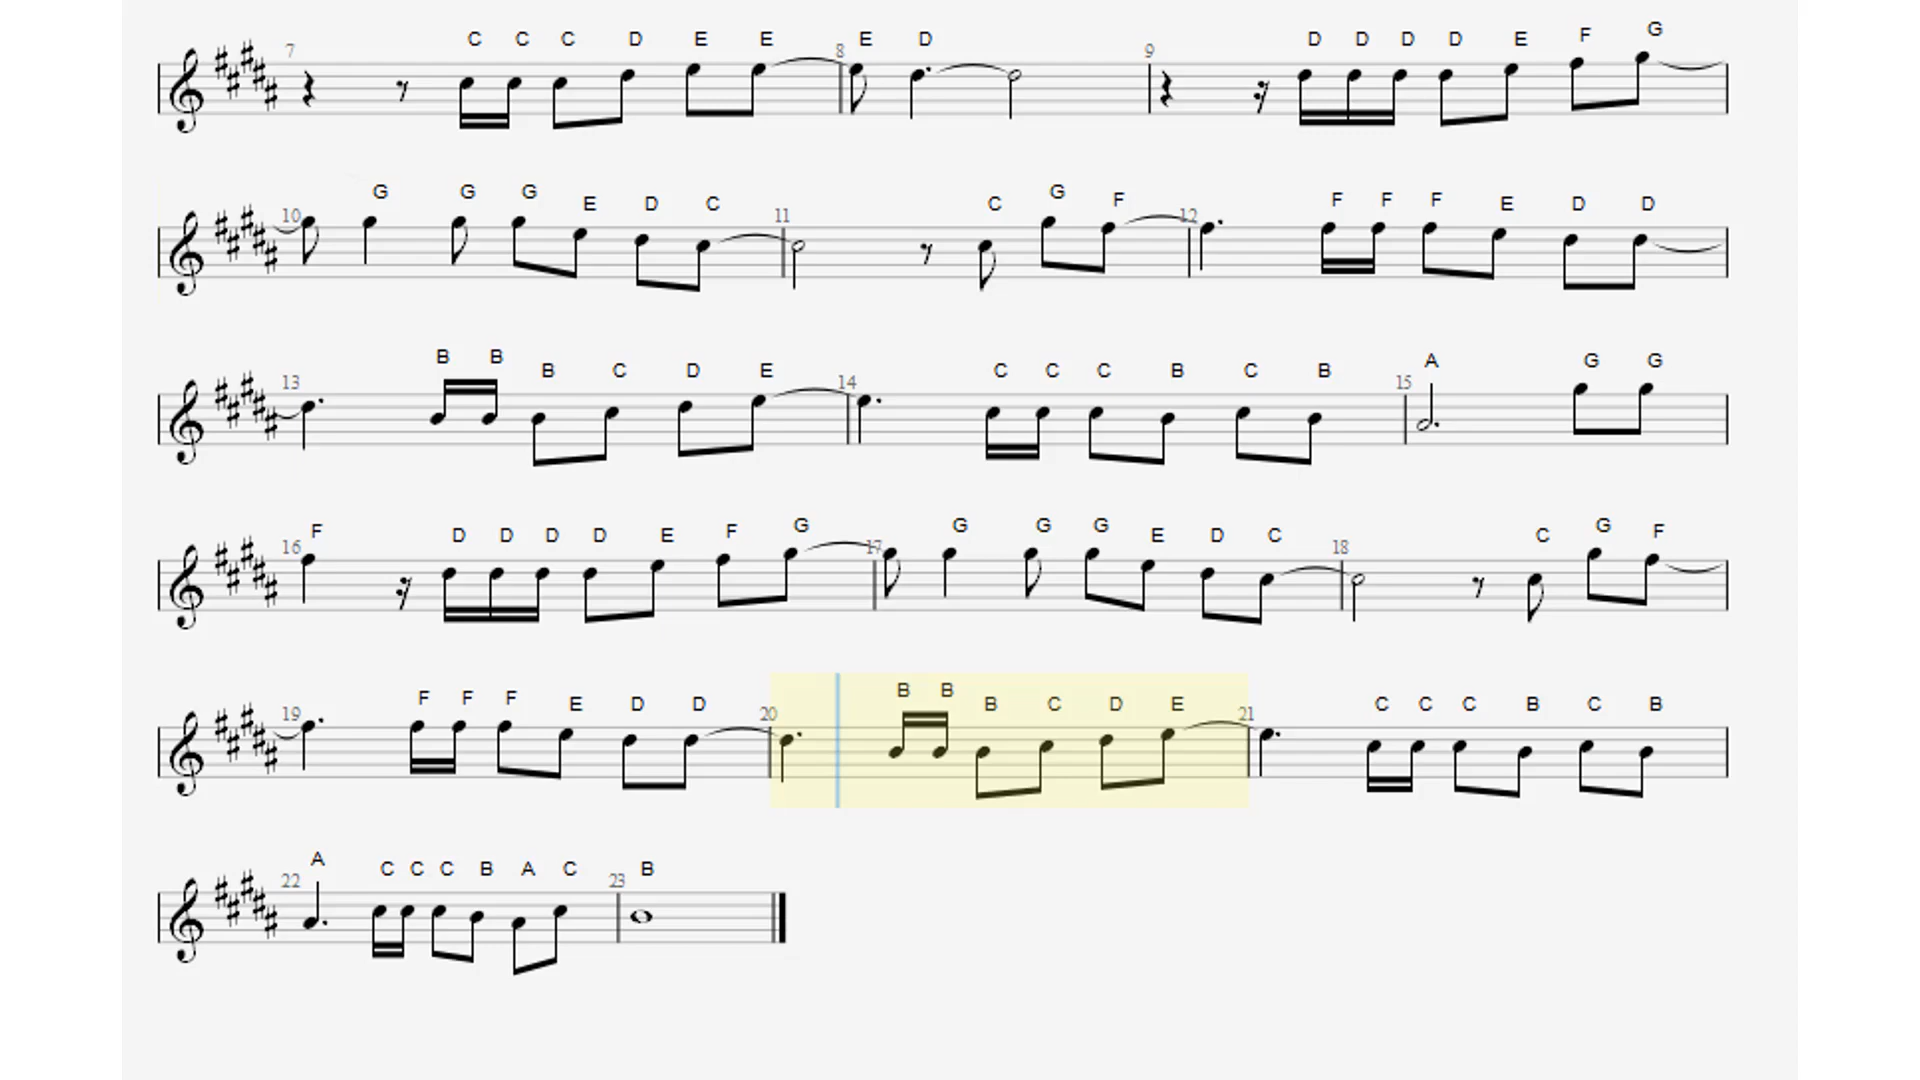 7 C C C D E E 8 E D 9 D D D D E F G
10 G G G E D C 11 C G F 12 F F F E D D
13 B B B C D E 14 C C C B C B 15 A G G
16 F D D D D E F G 17 G G G E D C 18 C G F
19 F F F E D D 20 B B B C D E 21 C C C B C B
22 A C C C B A C 23 B